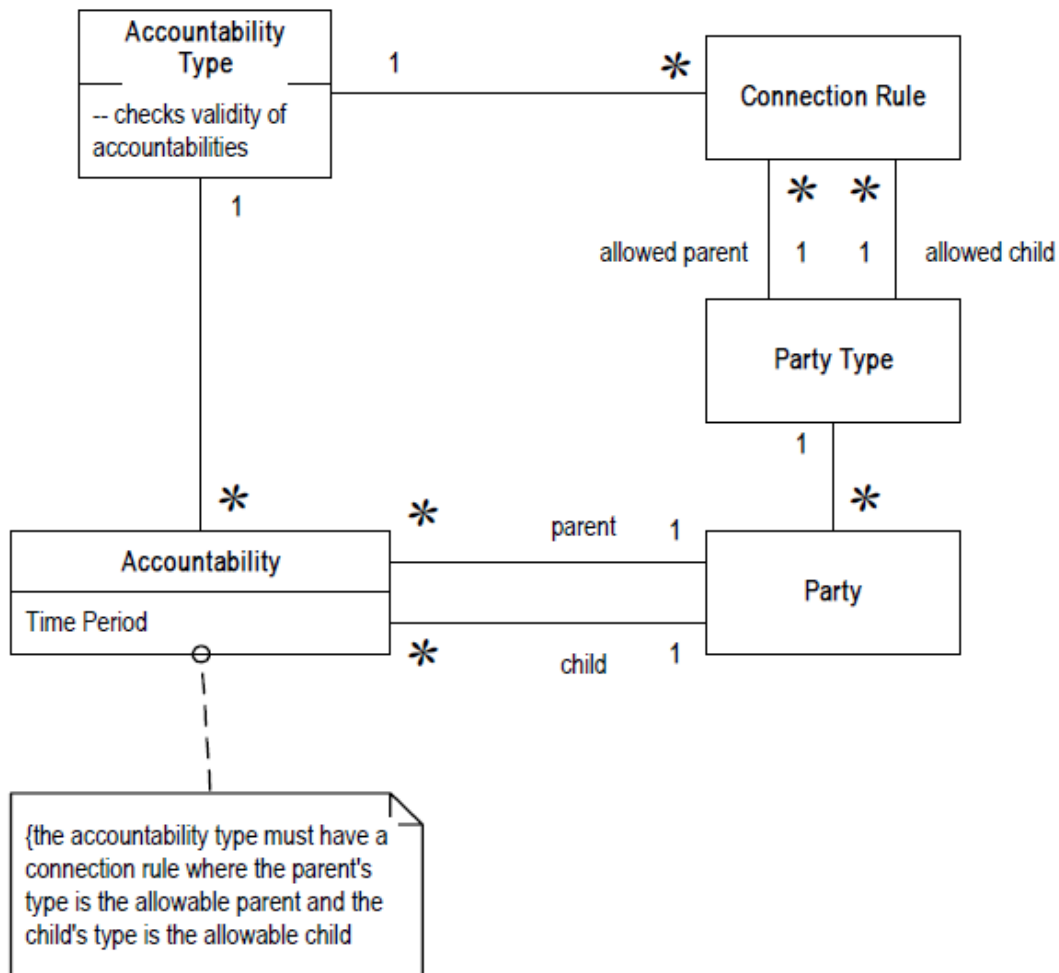 Accountability
Type
-- checks validity of
accountabilities
1
*
Connection Rule
1
*
*
allowed parent
1
1
allowed child
Party Type
1
*
*
*
parent
1
Accountability
Time Period
Party
*
child
1
{the accountability type must have a
connection rule where the parent's
type is the allowable parent and the
child's type is the allowable child